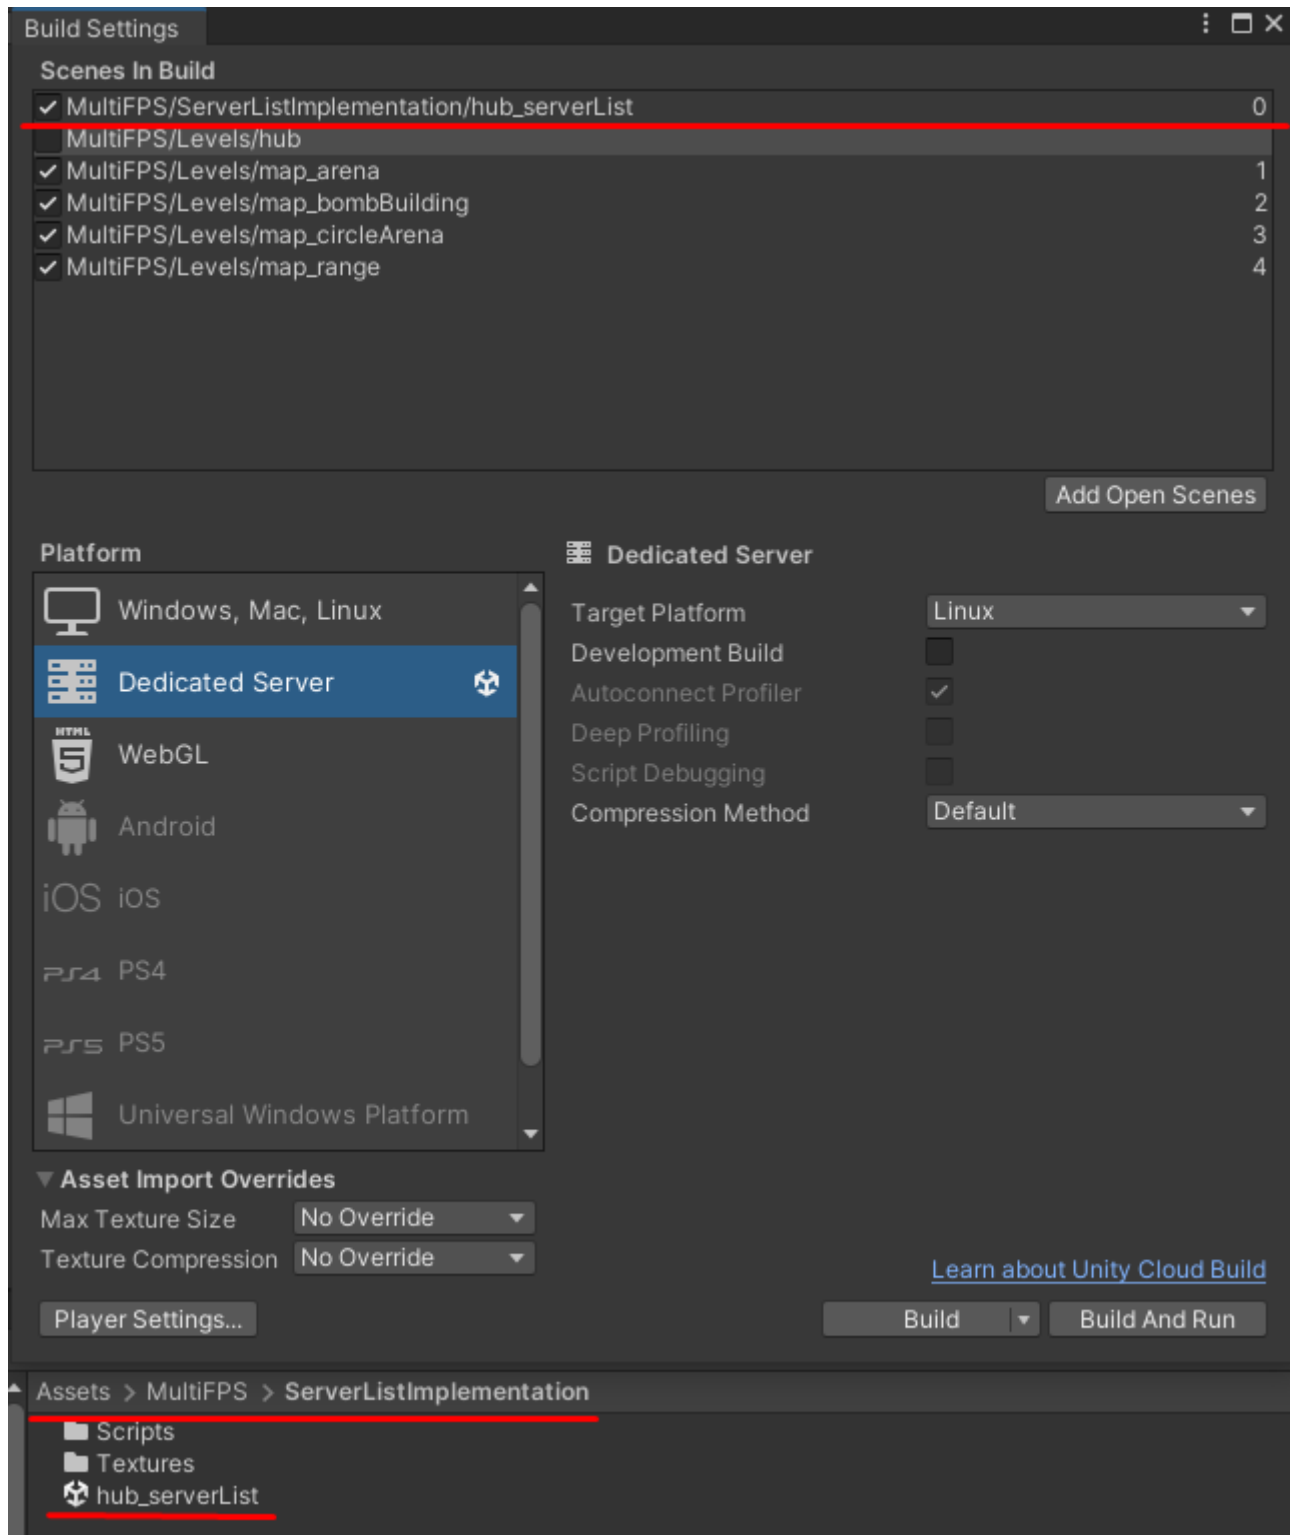 Build Settings
Scenes In Build
MultiFPS/ServerListImplementation/hub_serverList 0
MultiFPS/Levels/hub
MultiFPS/Levels/map_arena 1
MultiFPS/Levels/map_bombBuilding 2
MultiFPS/Levels/map_circleArena 3
MultiFPS/Levels/map_range 4
Add Open Scenes
Platform
Windows, Mac, Linux
Dedicated Server
HTML 5 WebGL
Android
iOS iOS
PS4 PS4
PS5 PS5
Universal Windows Platform
Dedicated Server
Target Platform Linux
Development Build
Autoconnect Profiler
Deep Profiling
Script Debugging
Compression Method Default
Asset Import Overrides
Max Texture Size No Override
Texture Compression No Override
Learn about Unity Cloud Build
Player Settings... Build Build And Run
Assets > MultiFPS > ServerListImplementation
Scripts
Textures
hub_serverList